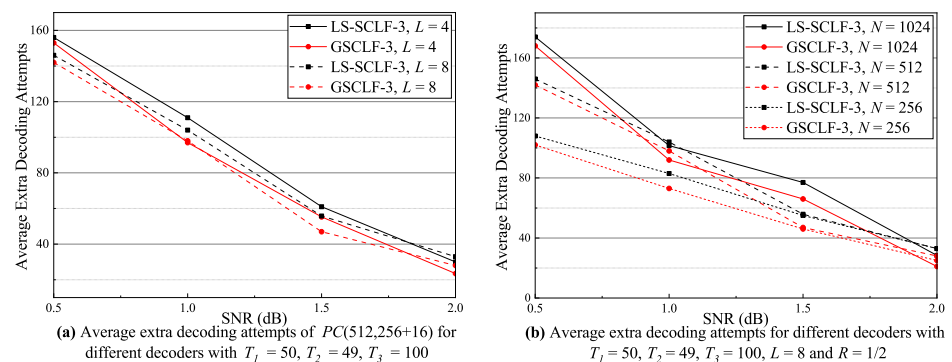 160
120
80
40
Average Extra Decoding Attempts
LS-SCLF-3, L = 4
GSCLF-3, L = 4
LS-SCLF-3, L = 8
GSCLF-3, L = 8
0.5 1.0 1.5 2.0
SNR (dB)
(a) Average extra decoding attempts of PC(512,256+16) for
different decoders with T₁ = 50, T₂ = 49, T₃ = 100
160
120
80
40
0
Average Extra Decoding Attempts
LS-SCLF-3, N = 1024
GSCLF-3, N = 1024
LS-SCLF-3, N = 512
GSCLF-3, N = 512
LS-SCLF-3, N = 256
GSCLF-3, N = 256
0.5 1.0 1.5 2.0
SNR (dB)
(b) Average extra decoding attempts for different decoders with
T₁ = 50, T₂ = 49, T₃ = 100, L = 8 and R = 1/2